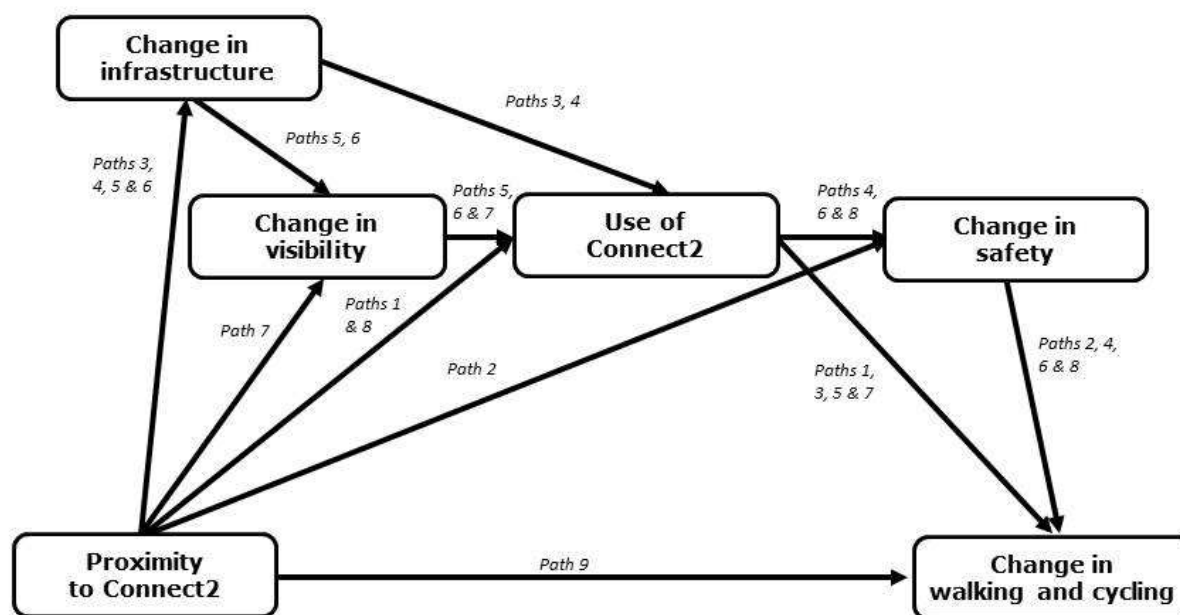 Change in
infrastructure
Paths 3, 4
Paths 5, 6
Paths 3,
4, 5 & 6
Change in
visibility
Paths 5,
6 & 7
Use of
Connect2
Paths 4,
6 & 8
Change in
safety
Path 7
Paths 1
& 8
Path 2
Paths 1,
3, 5 & 7
Paths 2, 4,
6 & 8
Proximity
to Connect2
Path 9
Change in
walking and cycling